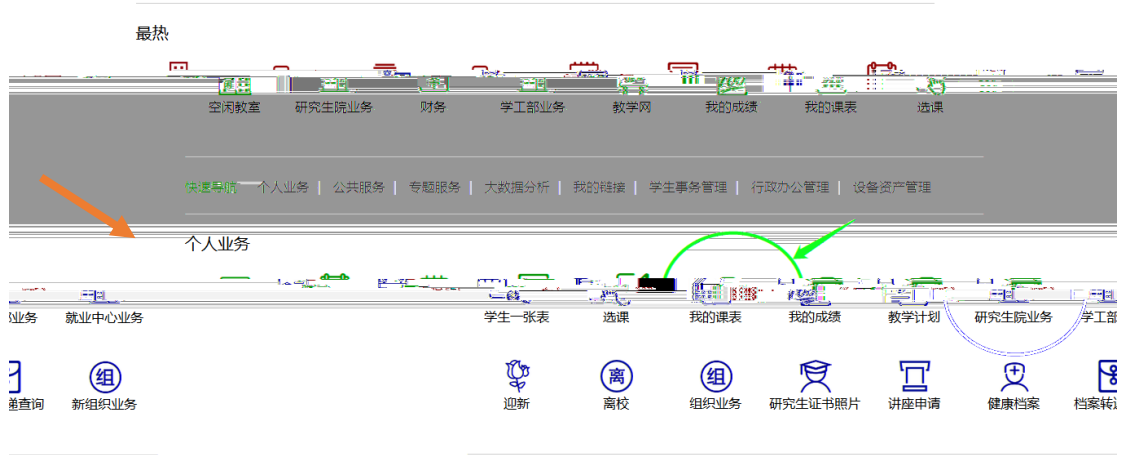 最热
空闲教室 研究生院业务 财务 学工部业务 教学网 我的成绩 我的课表 选课
快速导航 个人业务 | 公共服务 | 专题服务 | 大数据分析 | 我的链接 | 学生事务管理 | 行政办公管理 | 设备资产管理
个人业务
业务 就业中心业务 学生一张表 选课 我的课表 我的成绩 教学计划 研究生院业务 学工部
组 离 组
递查询 新组织业务 迎新 离校 组织业务 研究生证书照片 讲座申请 健康档案 档案转